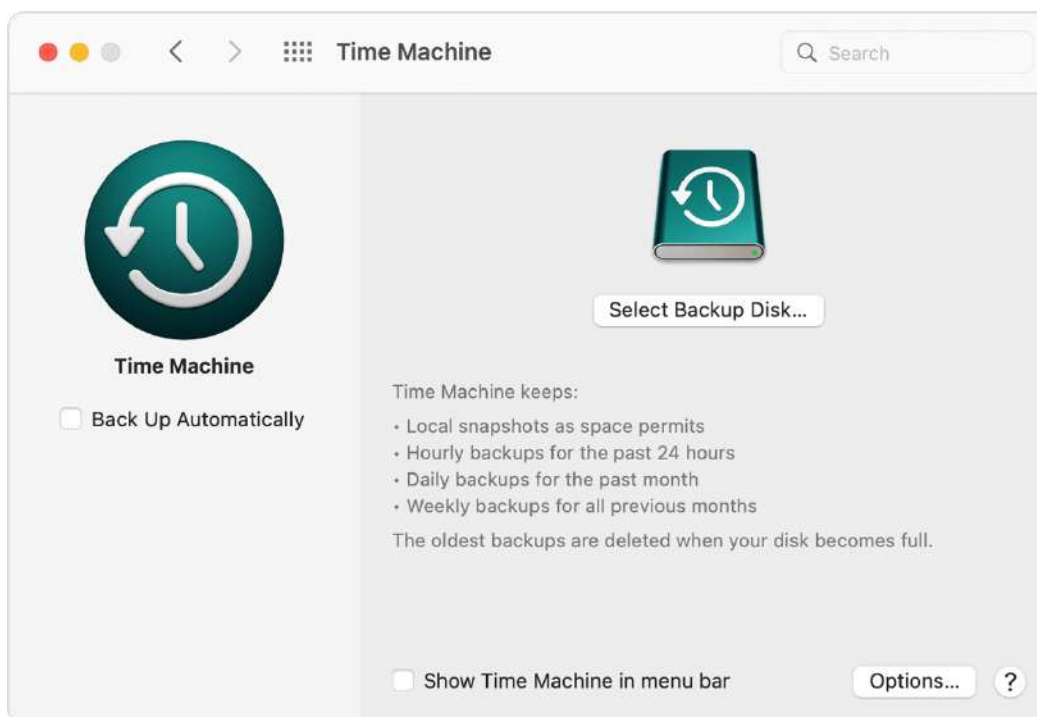 Time Machine
Search
Time Machine
Back Up Automatically
Select Backup Disk...
Time Machine keeps:
• Local snapshots as space permits
• Hourly backups for the past 24 hours
• Daily backups for the past month
• Weekly backups for all previous months
The oldest backups are deleted when your disk becomes full.
Show Time Machine in menu bar
Options...
?